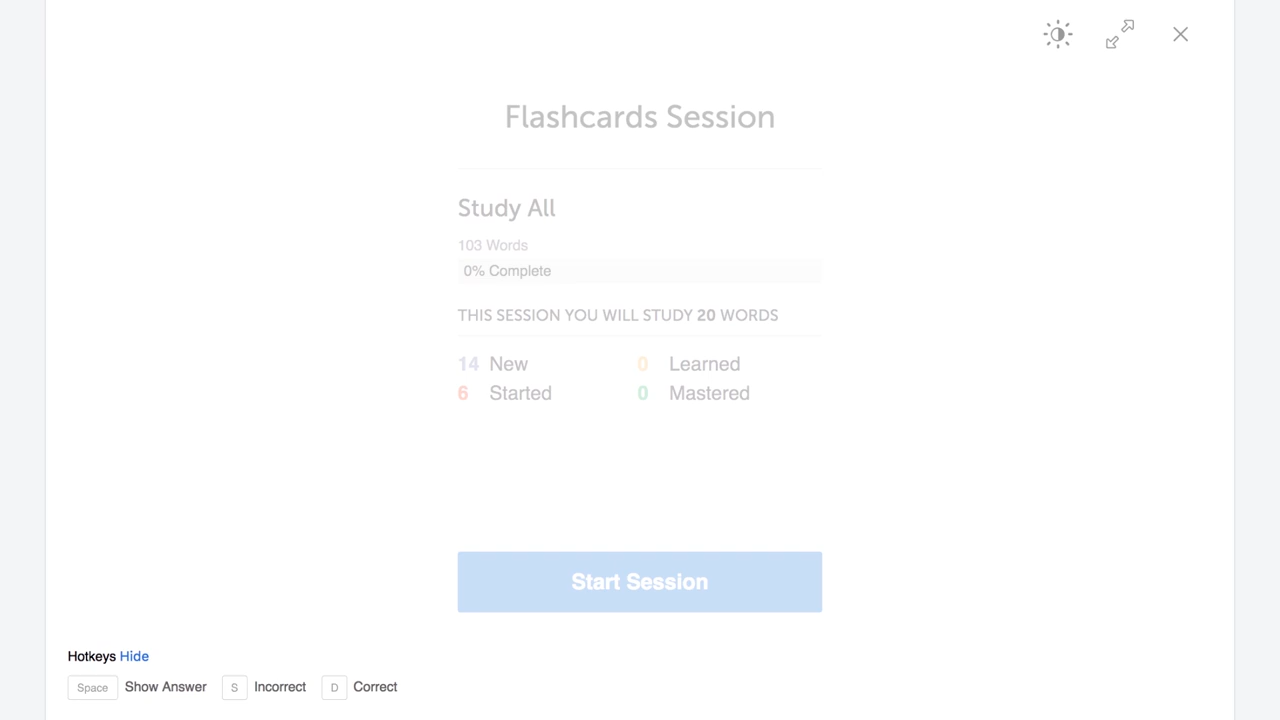 Flashcards Session
Study All
103 Words
0% Complete
THIS SESSION YOU WILL STUDY 20 WORDS
14 New 0 Learned
6 Started 0 Mastered
Start Session
Hotkeys Hide
Space Show Answer S Incorrect D Correct